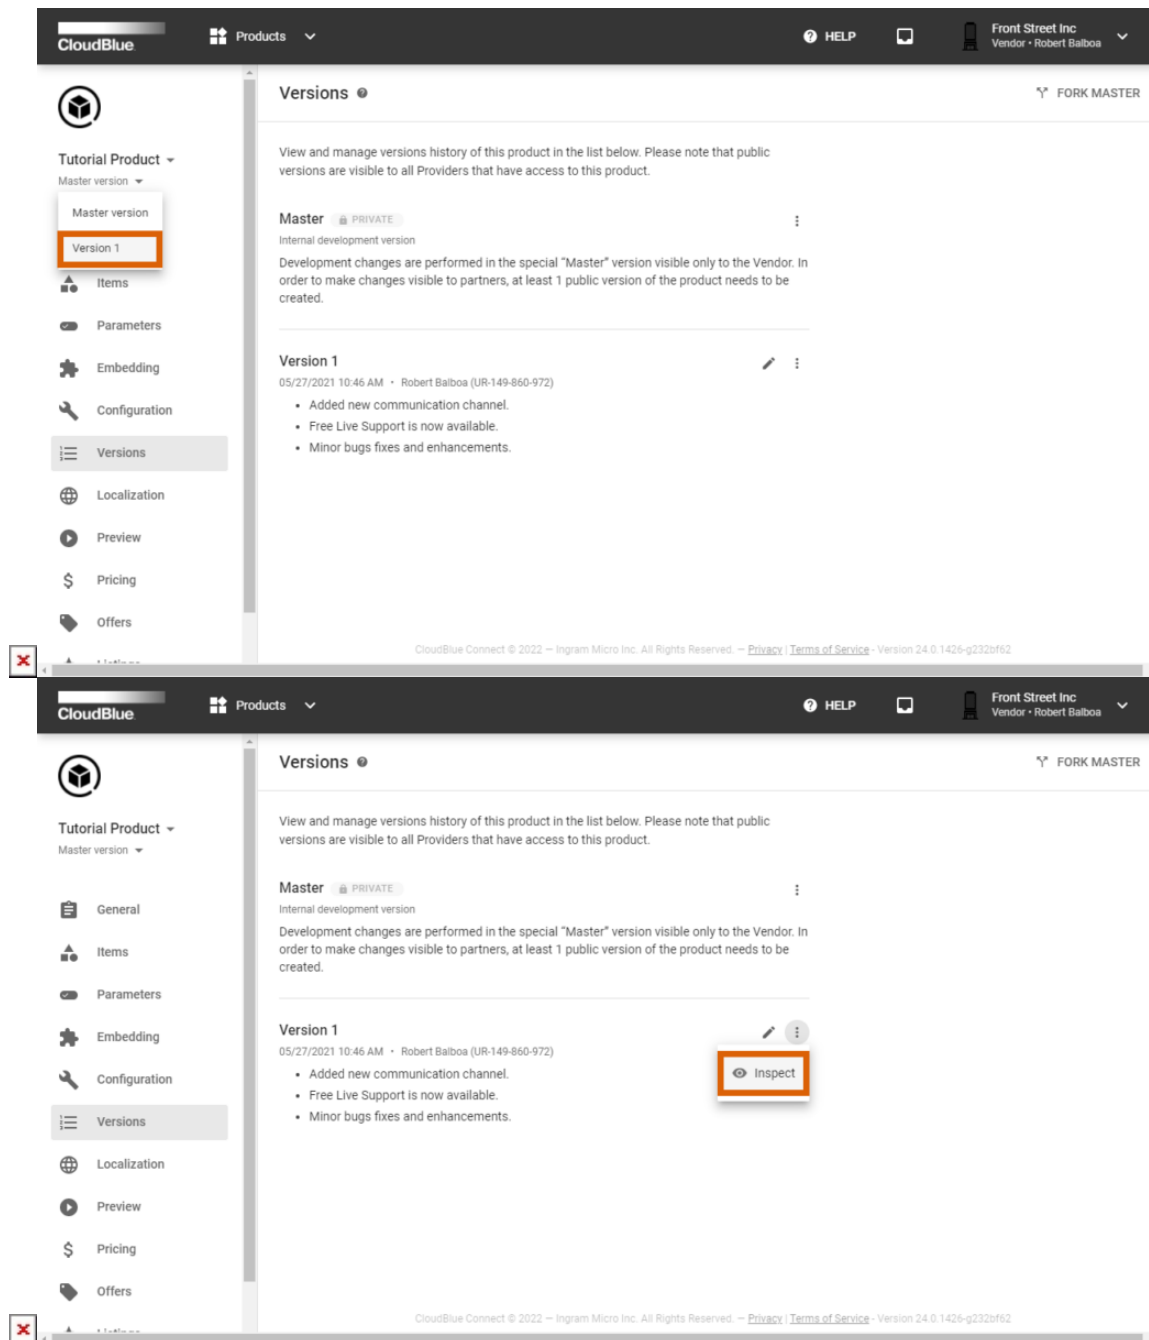 CloudBlue
Products
HELP
Front Street Inc
Vendor • Robert Balboa
Versions
FORK MASTER
Tutorial Product
Master version
Master version
Version 1
Items
Parameters
Embedding
Configuration
Versions
Localization
Preview
Pricing
Offers
View and manage versions history of this product in the list below. Please note that public
versions are visible to all Providers that have access to this product.
Master PRIVATE
Internal development version
Development changes are performed in the special “Master” version visible only to the Vendor. In
order to make changes visible to partners, at least 1 public version of the product needs to be
created.
Version 1
05/27/2021 10:46 AM • Robert Balboa (UR-149-860-972)
• Added new communication channel.
• Free Live Support is now available.
• Minor bugs fixes and enhancements.
CloudBlue Connect © 2022 — Ingram Micro Inc. All Rights Reserved. — Privacy | Terms of Service - Version 24.0.1426-g232bf62
CloudBlue
Products
HELP
Front Street Inc
Vendor • Robert Balboa
Versions
FORK MASTER
Tutorial Product
Master version
General
Items
Parameters
Embedding
Configuration
Versions
Localization
Preview
Pricing
Offers
View and manage versions history of this product in the list below. Please note that public
versions are visible to all Providers that have access to this product.
Master PRIVATE
Internal development version
Development changes are performed in the special “Master” version visible only to the Vendor. In
order to make changes visible to partners, at least 1 public version of the product needs to be
created.
Version 1
05/27/2021 10:46 AM • Robert Balboa (UR-149-860-972)
• Added new communication channel.
• Free Live Support is now available.
• Minor bugs fixes and enhancements.
Inspect
CloudBlue Connect © 2022 — Ingram Micro Inc. All Rights Reserved. — Privacy | Terms of Service - Version 24.0.1426-g232bf62